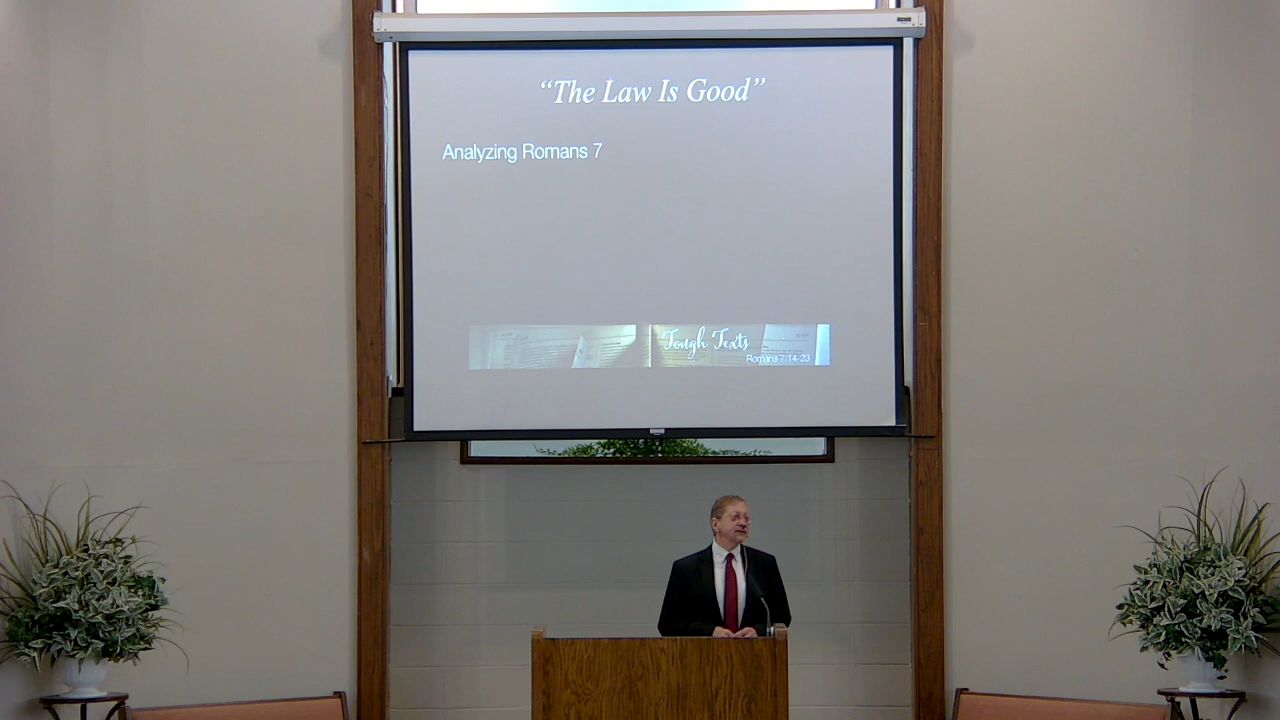 “The Law Is Good”
Analyzing Romans 7
Tough Texts
Romans 7:14-23